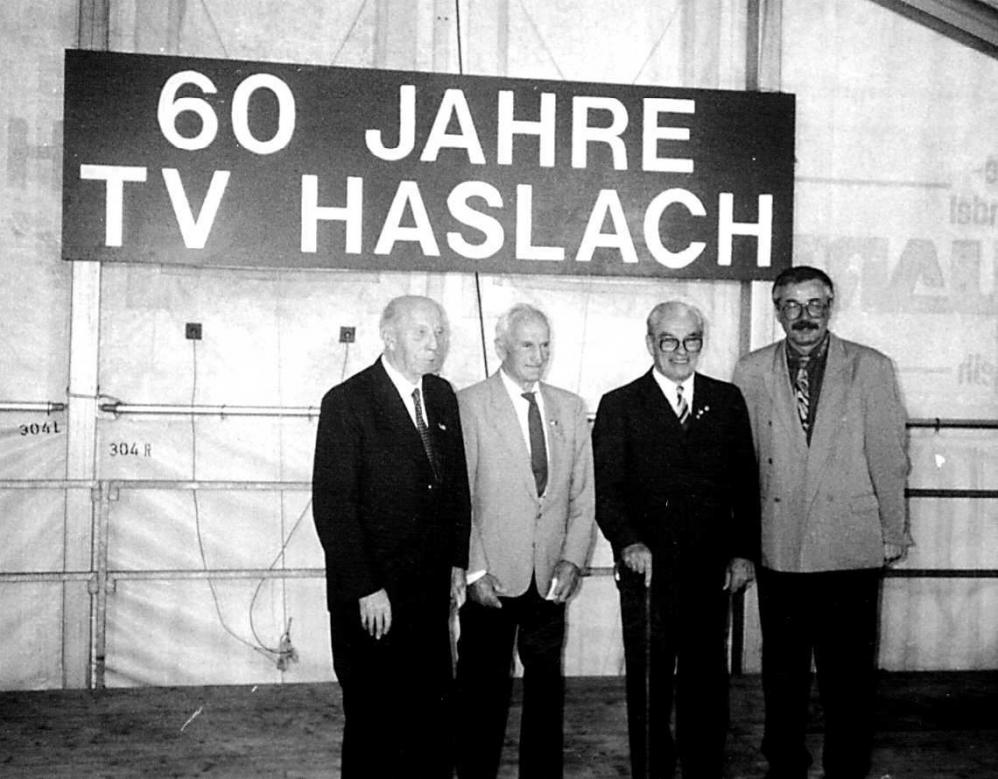 60 JAHRE
TV HASLACH
304 L
304 R